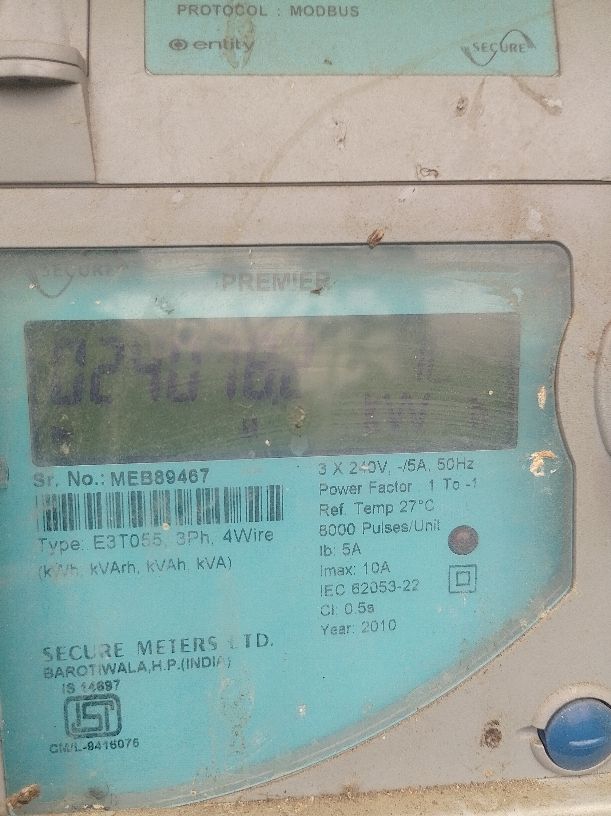 PROTOCOL : MODBUS
entity
SECURE
SECURE
PREMIER
Sr. No.: MEB89467
Type: E3T055, 3Ph, 4Wire
(kWh, kVArh, kVAh, kVA)
3 X 240V, -/5A, 50Hz
Power Factor : 1 To -1
Ref. Temp 27°C
8000 Pulses/Unit
Ib: 5A
Imax: 10A
IEC 62053-22
Cl: 0.5s
Year: 2010
SECURE METERS LTD.
BAROTIWALA,H.P.(INDIA)
IS 14697
ISI
CM/L-9416076